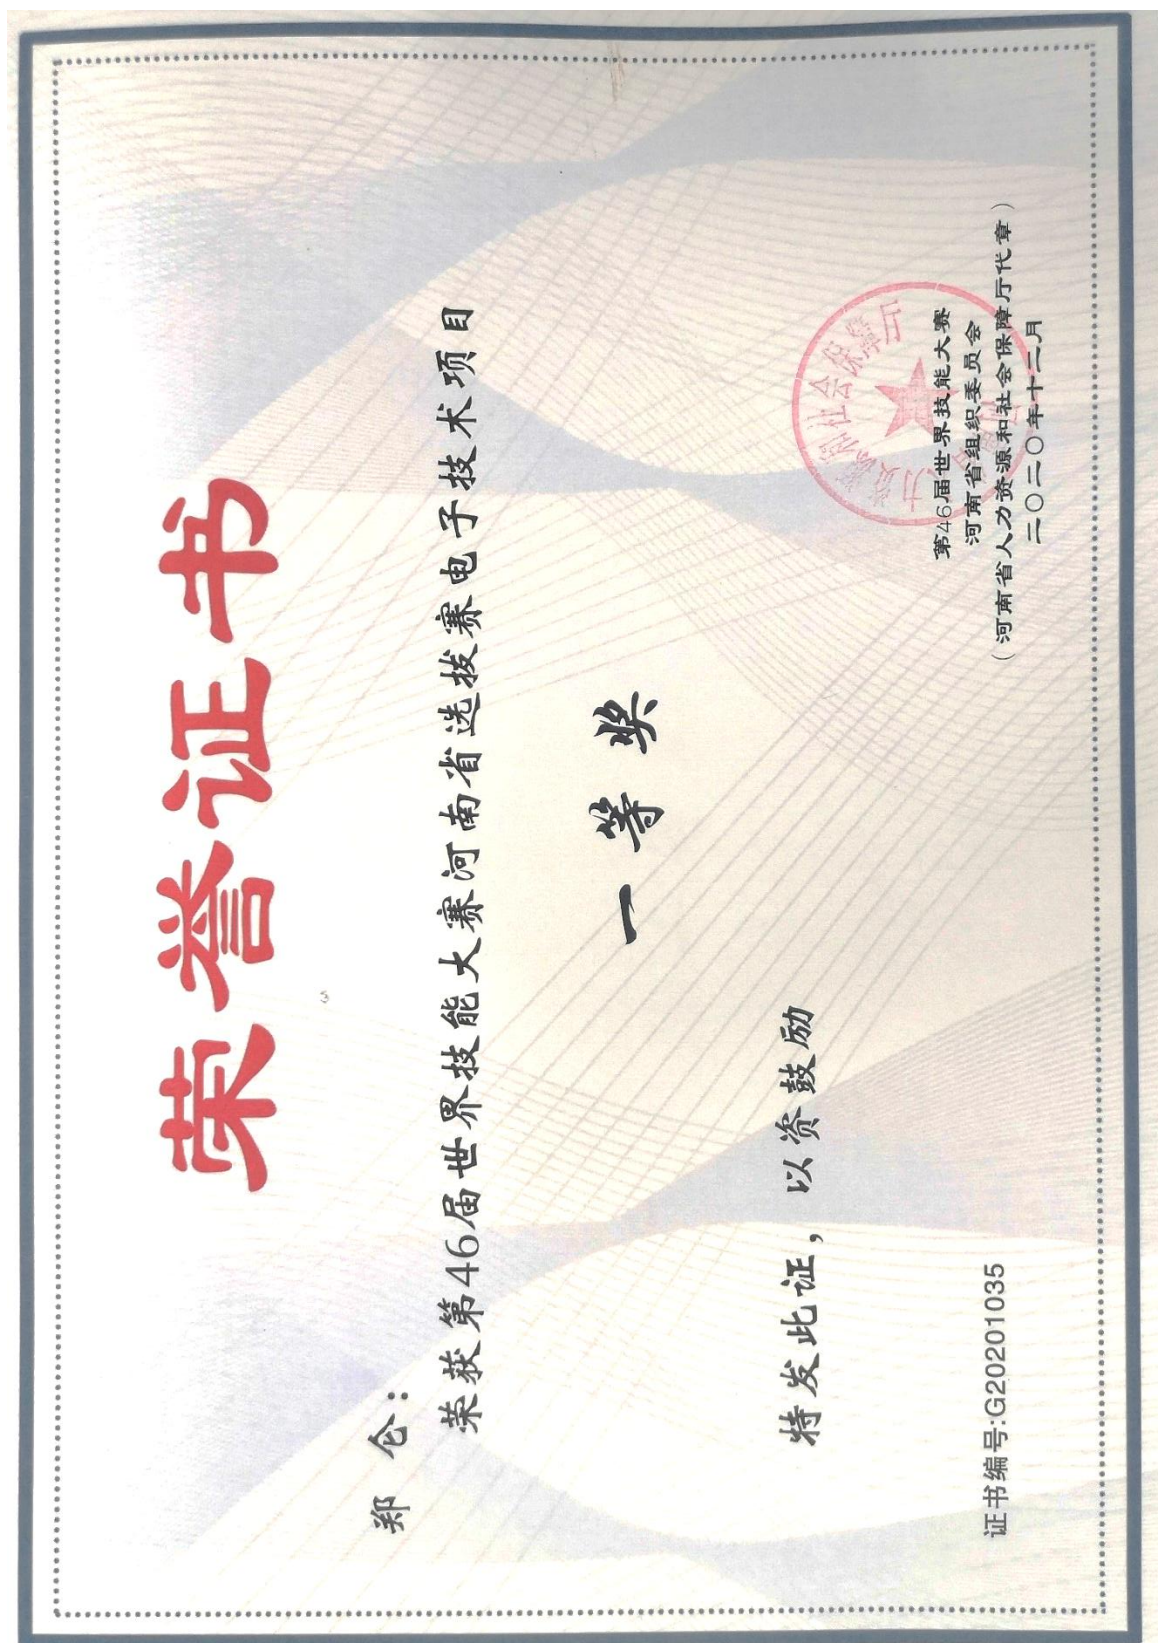 荣誉证书
郑 仑：
荣获第46届世界技能大赛河南省选拔赛电子技术项目
一等奖
特发此证，以资鼓励
证书编号:G20201035
第46届世界技能大赛
河南省组织委员会
（河南省人力资源和社会保障厅代章）
二〇二〇年十二月